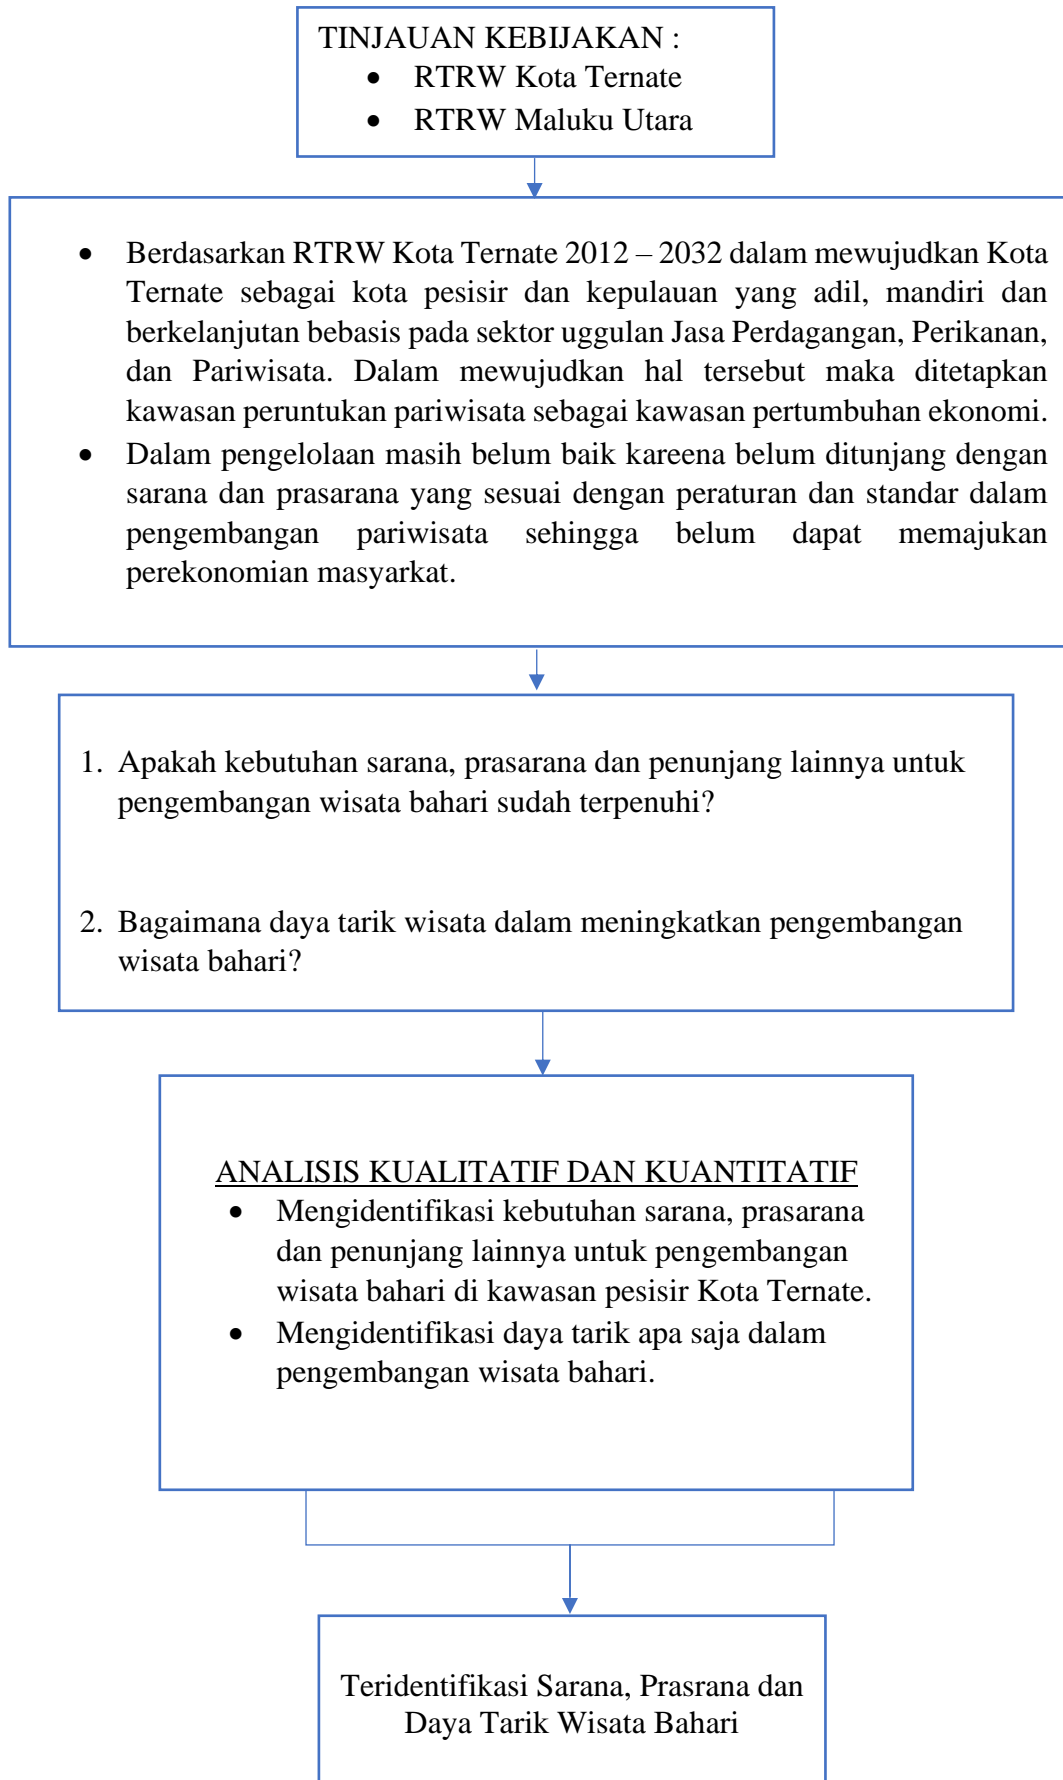 TINJAUAN KEBIJAKAN :
• RTRW Kota Ternate
• RTRW Maluku Utara
• Berdasarkan RTRW Kota Ternate 2012 – 2032 dalam mewujudkan Kota
Ternate sebagai kota pesisir dan kepulauan yang adil, mandiri dan
berkelanjutan bebasis pada sektor uggulan Jasa Perdagangan, Perikanan,
dan Pariwisata. Dalam mewujudkan hal tersebut maka ditetapkan
kawasan peruntukan pariwisata sebagai kawasan pertumbuhan ekonomi.
• Dalam pengelolaan masih belum baik kareena belum ditunjang dengan
sarana dan prasarana yang sesuai dengan peraturan dan standar dalam
pengembangan pariwisata sehingga belum dapat memajukan
perekonomian masyarkat.
1. Apakah kebutuhan sarana, prasarana dan penunjang lainnya untuk
pengembangan wisata bahari sudah terpenuhi?
2. Bagaimana daya tarik wisata dalam meningkatkan pengembangan
wisata bahari?
ANALISIS KUALITATIF DAN KUANTITATIF
• Mengidentifikasi kebutuhan sarana, prasarana
dan penunjang lainnya untuk pengembangan
wisata bahari di kawasan pesisir Kota Ternate.
• Mengidentifikasi daya tarik apa saja dalam
pengembangan wisata bahari.
Teridentifikasi Sarana, Prasrana dan
Daya Tarik Wisata Bahari